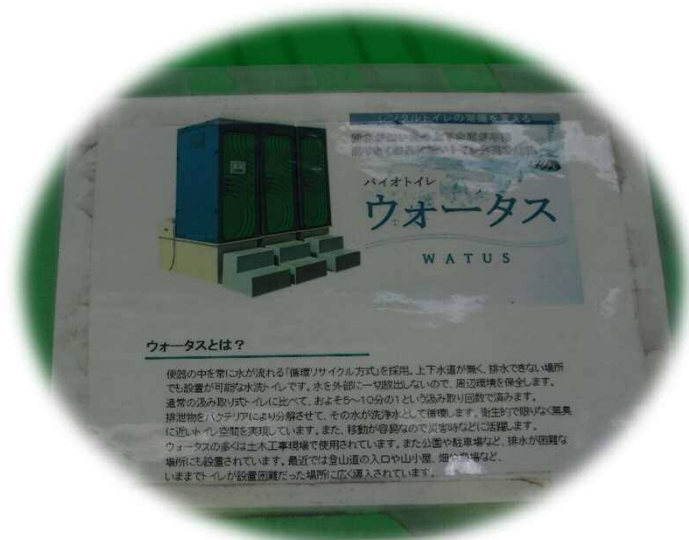 レンタルトイレの常識を変える
バイオトイレ
ウォータス
WATUS
ウォータスとは？
便器の中を常に水が流れる「循環リサイクル方式」を採用。上下水道が無く、排水できない場所
でも設置が可能な水洗トイレです。水を外部に一切放出しないので、周辺環境を保全します。
通常の汲み取り式トイレに比べて、およそ5～10分の1という汲み取り回数で済みます。
排泄物をバクテリアにより分解させて、その水が洗浄水として循環します。衛生的で限りなく無臭
に近いトイレ空間を実現しています。また、移動が容易なので災害時などに活躍します。
ウォータスの多くは土木工事現場で使用されています。また公園や駐車場など、排水が困難な
場所にも設置されています。最近では登山道の入口や山小屋、畑や農場など、
いままでトイレが設置困難だった場所に広く導入されています。